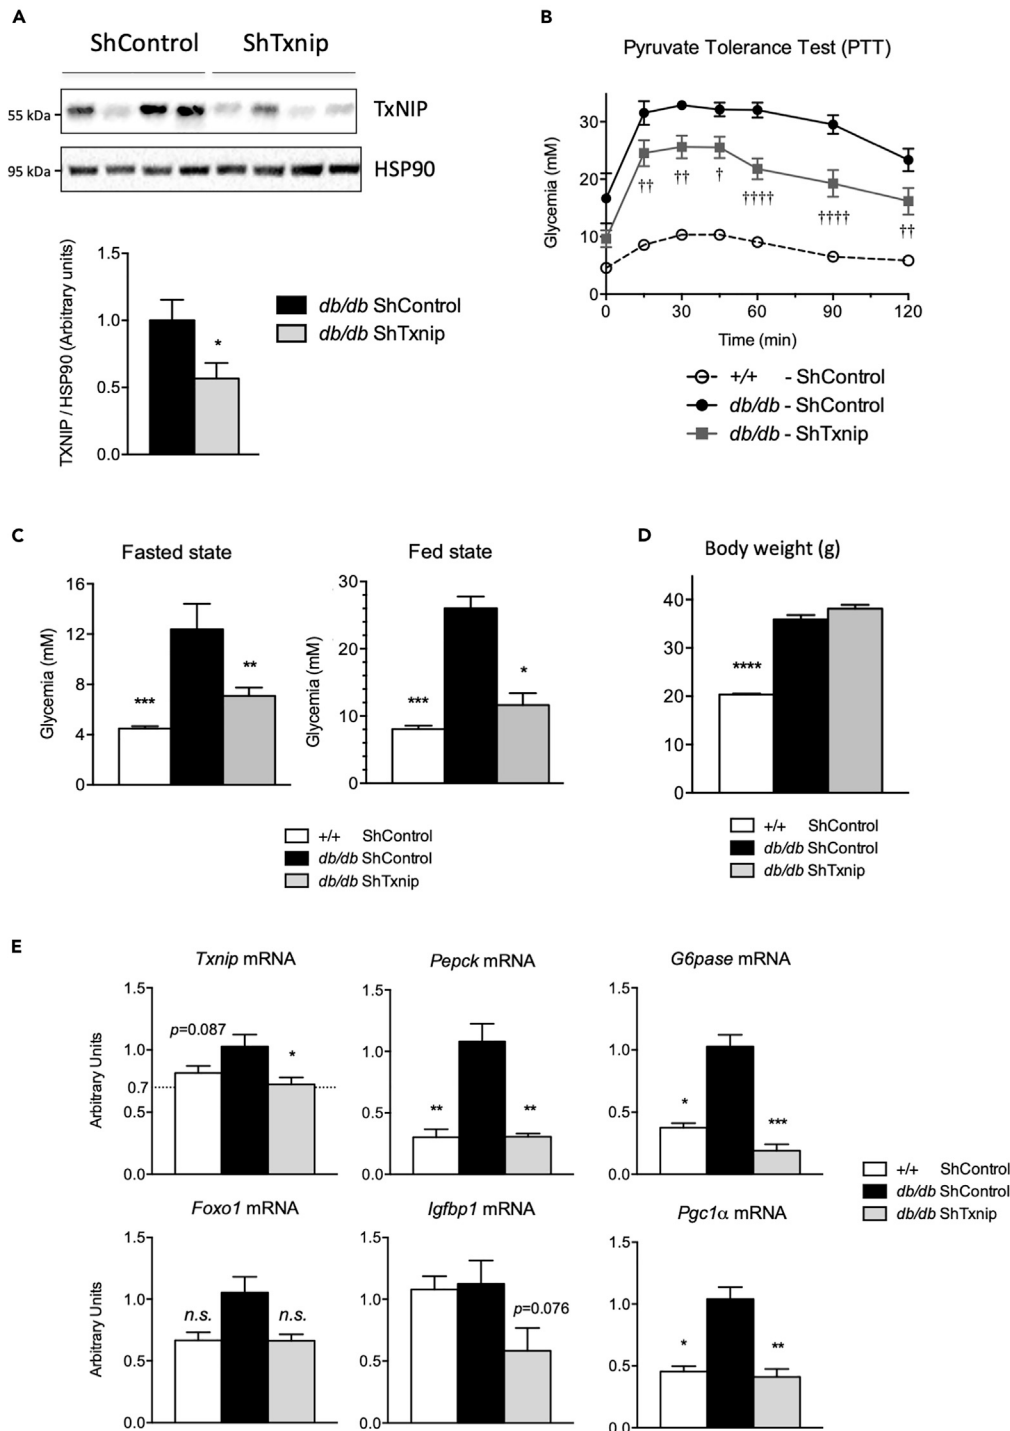 A
ShControl ShTxnip
55 kDa
TxNIP
95 kDa
HSP90
TXNIP / HSP90 (Arbitrary units)
1.5
1.0
0.5
0.0
*
db/db ShControl
db/db ShTxnip
B
Pyruvate Tolerance Test (PTT)
Glycemia (mM)
30
20
10
0
†† †† † †††† †††† ††
0 30 60 90 120
Time (min)
+/+ - ShControl
db/db - ShControl
db/db - ShTxnip
C
Fasted state
Glycemia (mM)
16
12
8
4
0
*** **
Fed state
Glycemia (mM)
30
20
10
0
*** *
+/+ ShControl
db/db ShControl
db/db ShTxnip
D
Body weight (g)
40
30
20
10
0
****
+/+ ShControl
db/db ShControl
db/db ShTxnip
E
Txnip mRNA
Arbitrary Units
1.5
1.0
0.7
0.5
0.0
p=0.087 *
Pepck mRNA
1.5
1.0
0.5
0.0
** **
G6pase mRNA
1.5
1.0
0.5
0.0
* ***
+/+ ShControl
db/db ShControl
db/db ShTxnip
Foxo1 mRNA
Arbitrary Units
1.5
1.0
0.5
0.0
n.s. n.s.
Igfbp1 mRNA
1.5
1.0
0.5
0.0
p=0.076
Pgc1α mRNA
1.5
1.0
0.5
0.0
* **